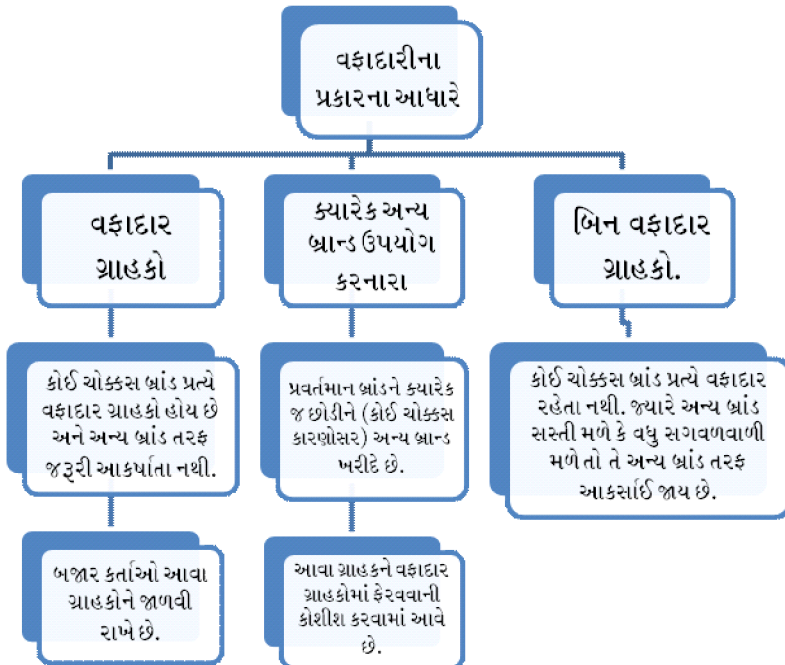 વફાદારીના
પ્રકારના આધારે
વફાદાર
ગ્રાહકો
ક્યારેક અન્ય
બ્રાન્ડ ઉપયોગ
કરનારા
બિન વફાદાર
ગ્રાહકો.
કોઈ ચોક્કસ બ્રાંડ પ્રત્યે
વફાદાર ગ્રાહકો હોય છે
અને અન્ય બ્રાંડ તરફ
જરૂરી આકર્ષાતા નથી.
પ્રવર્તમાન બ્રાંડને ક્યારેક
જ છોડીને (કોઈ ચોક્કસ
કારણોસર) અન્ય બ્રાન્ડ
ખરીદે છે.
કોઈ ચોક્કસ બ્રાંડ પ્રત્યે વફાદાર
રહેતા નથી. જ્યારે અન્ય બ્રાંડ
સસ્તી મળે કે વધુ સગવળવાળી
મળે તો તે અન્ય બ્રાંડ તરફ
આકર્સાઈ જાય છે.
બજાર કર્તાઓ આવા
ગ્રાહકોને જાળવી
રાખે છે.
આવા ગ્રાહકને વફાદાર
ગ્રાહકોમાં ફેરવવાની
કોશીશ કરવામાં આવે
છે.